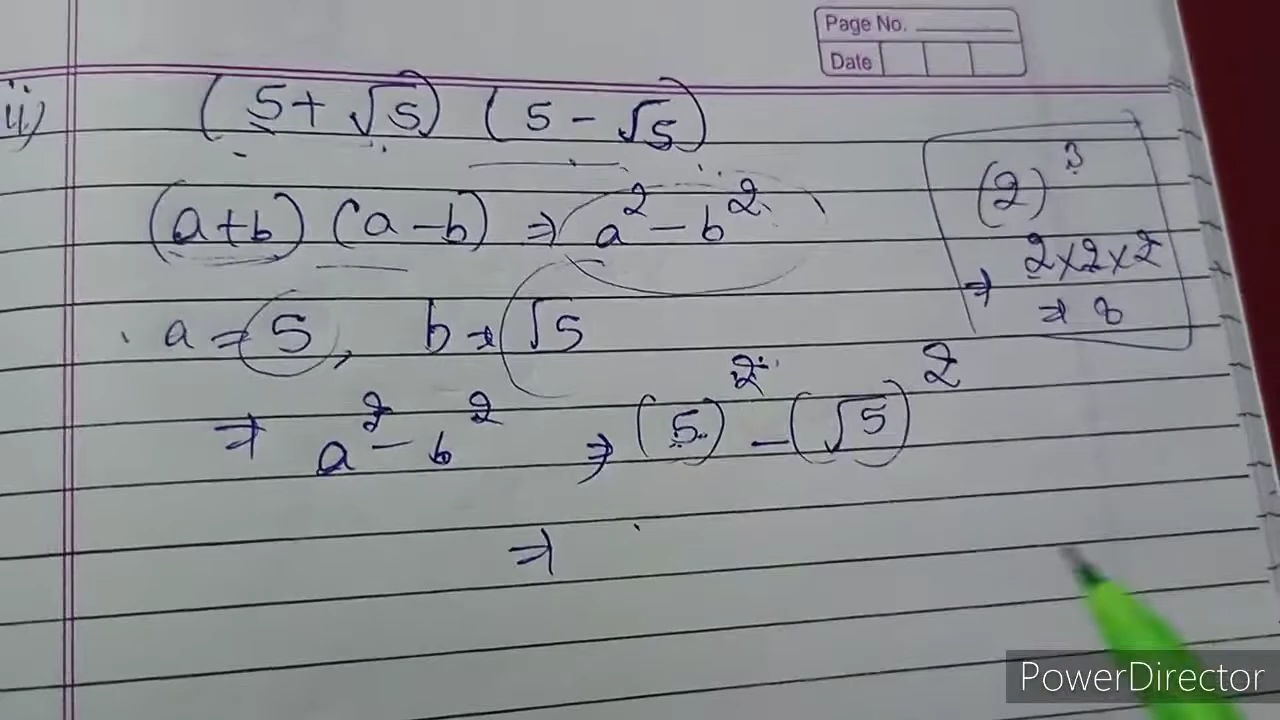 Page No.
Date
ii) (5+√5) (5-√5)
(a+b) (a-b) ⇒ a²-b²
a = 5, b ⇒ √5
⇒ a²-b² ⇒ (5)² - (√5)²
⇒
(2)³
⇒ 2×2×2
⇒ 8
PowerDirector